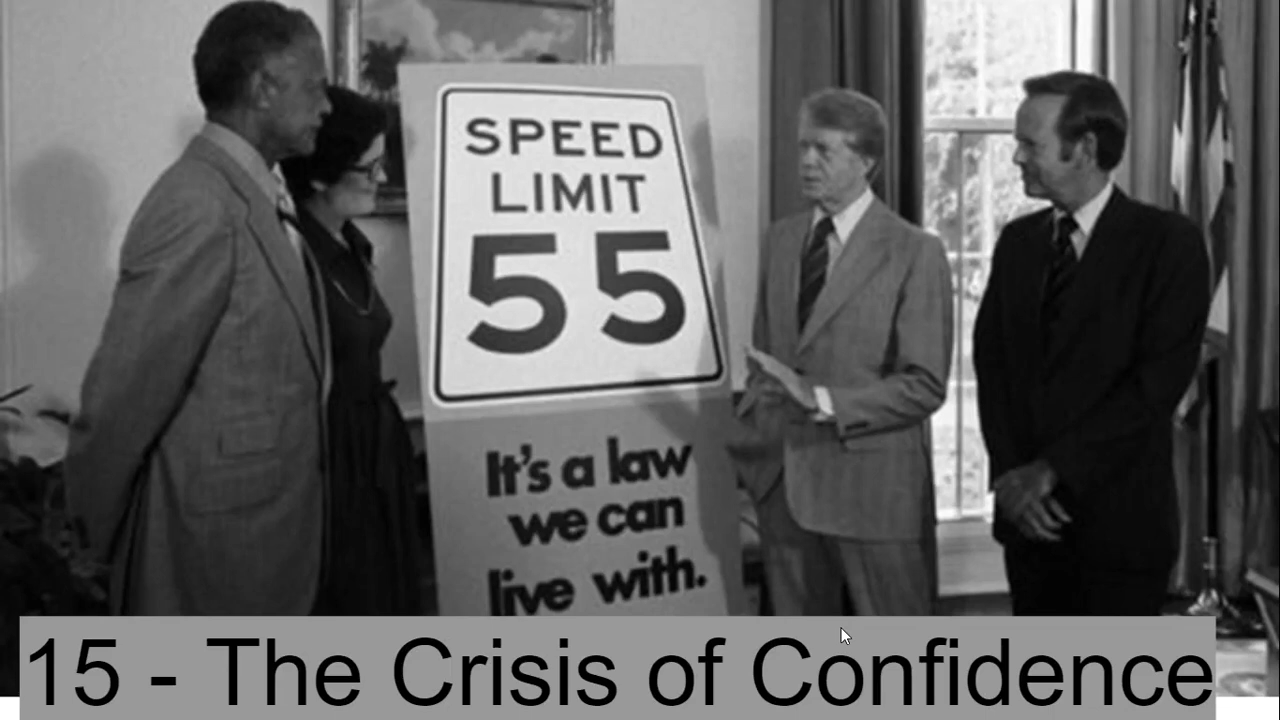 SPEED
LIMIT
55
It's a law
we can
live with.
15 - The Crisis of Confidence